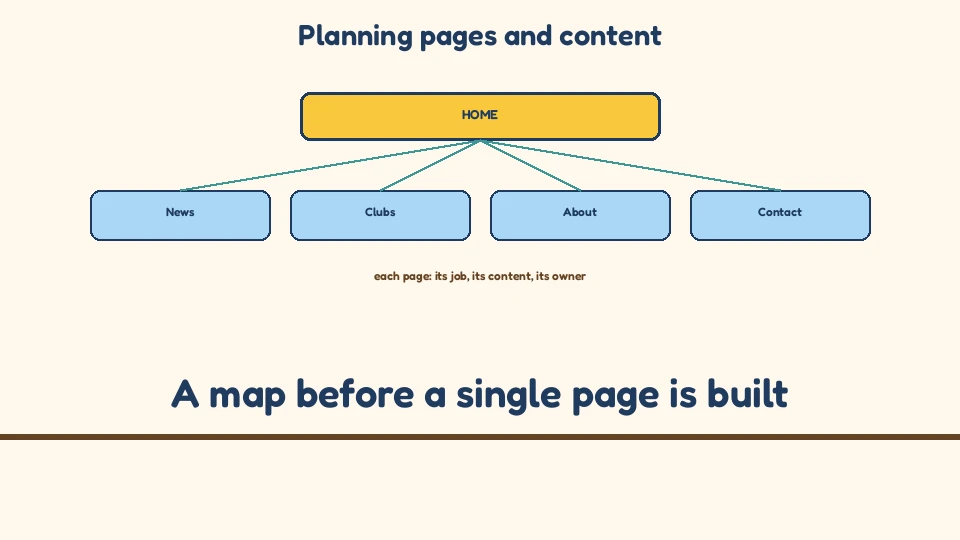 Planning pages and content
HOME
News
Clubs
About
Contact
each page: its job, its content, its owner
A map before a single page is built